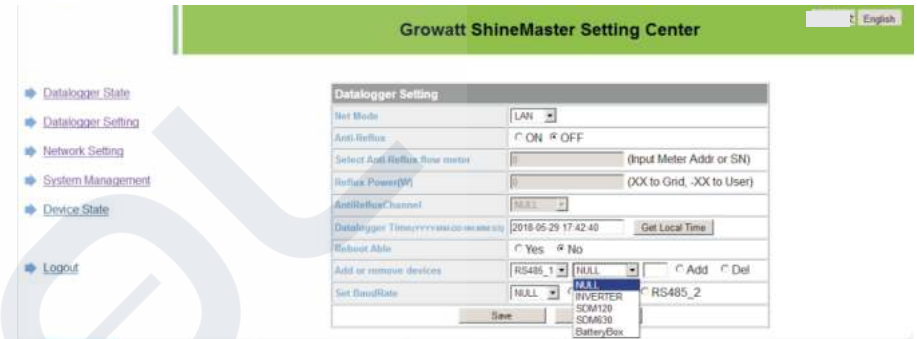 Growatt ShineMaster Setting Center
English
Datalogger State
Datalogger Setting
Network Setting
System Management
Device State
Logout
Datalogger Setting
Net Mode LAN
Anti-Reflux ON OFF
Select Anti-Reflux flow meter 0 (Input Meter Addr or SN)
Reflux Power(W) 0 (XX to Grid, -XX to User)
AntiRefluxChannel NULL
Datalogger Time 2018-05-29 17:42:40 Get Local Time
Reboot Able Yes No
Add or remove devices RS485_1 NULL Add Del
Set BaudRate NULL RS485_2
NULL
INVERTER
SDM120
SDM630
BatteryBox
Save